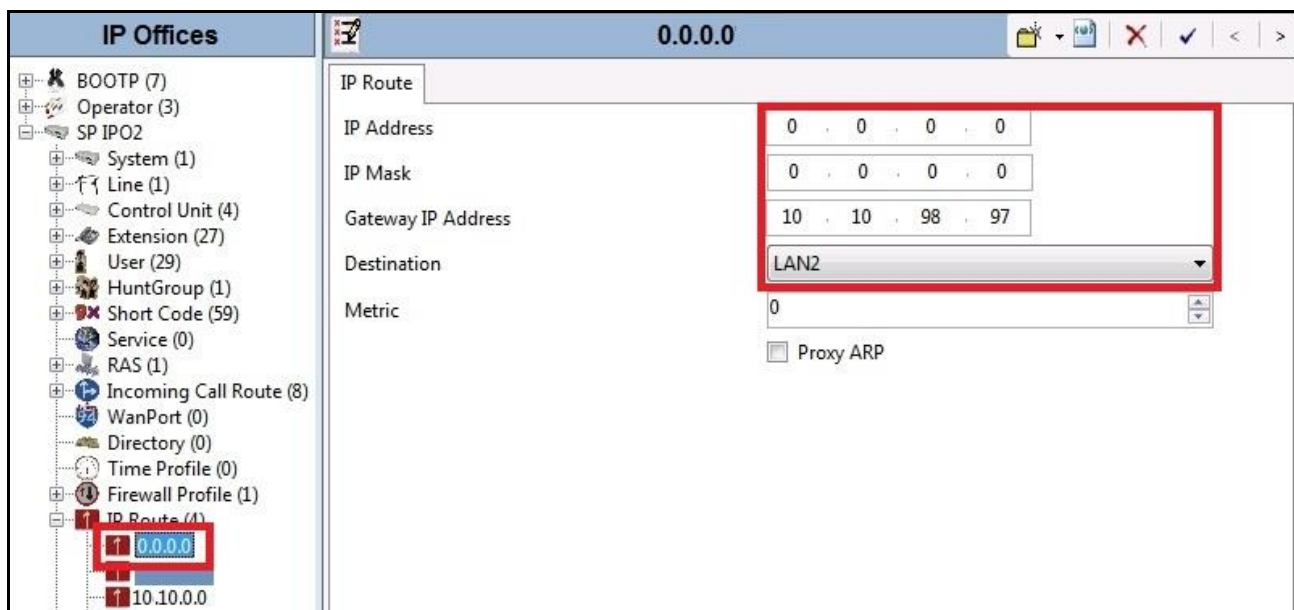 IP Offices
BOOTP (7)
Operator (3)
SP IPO2
System (1)
Line (1)
Control Unit (4)
Extension (27)
User (29)
HuntGroup (1)
Short Code (59)
Service (0)
RAS (1)
Incoming Call Route (8)
WanPort (0)
Directory (0)
Time Profile (0)
Firewall Profile (1)
IP Route (4)
0.0.0.0
10.10.0.0
0.0.0.0
IP Route
IP Address 0 . 0 . 0 . 0
IP Mask 0 . 0 . 0 . 0
Gateway IP Address 10 . 10 . 98 . 97
Destination LAN2
Metric 0
Proxy ARP